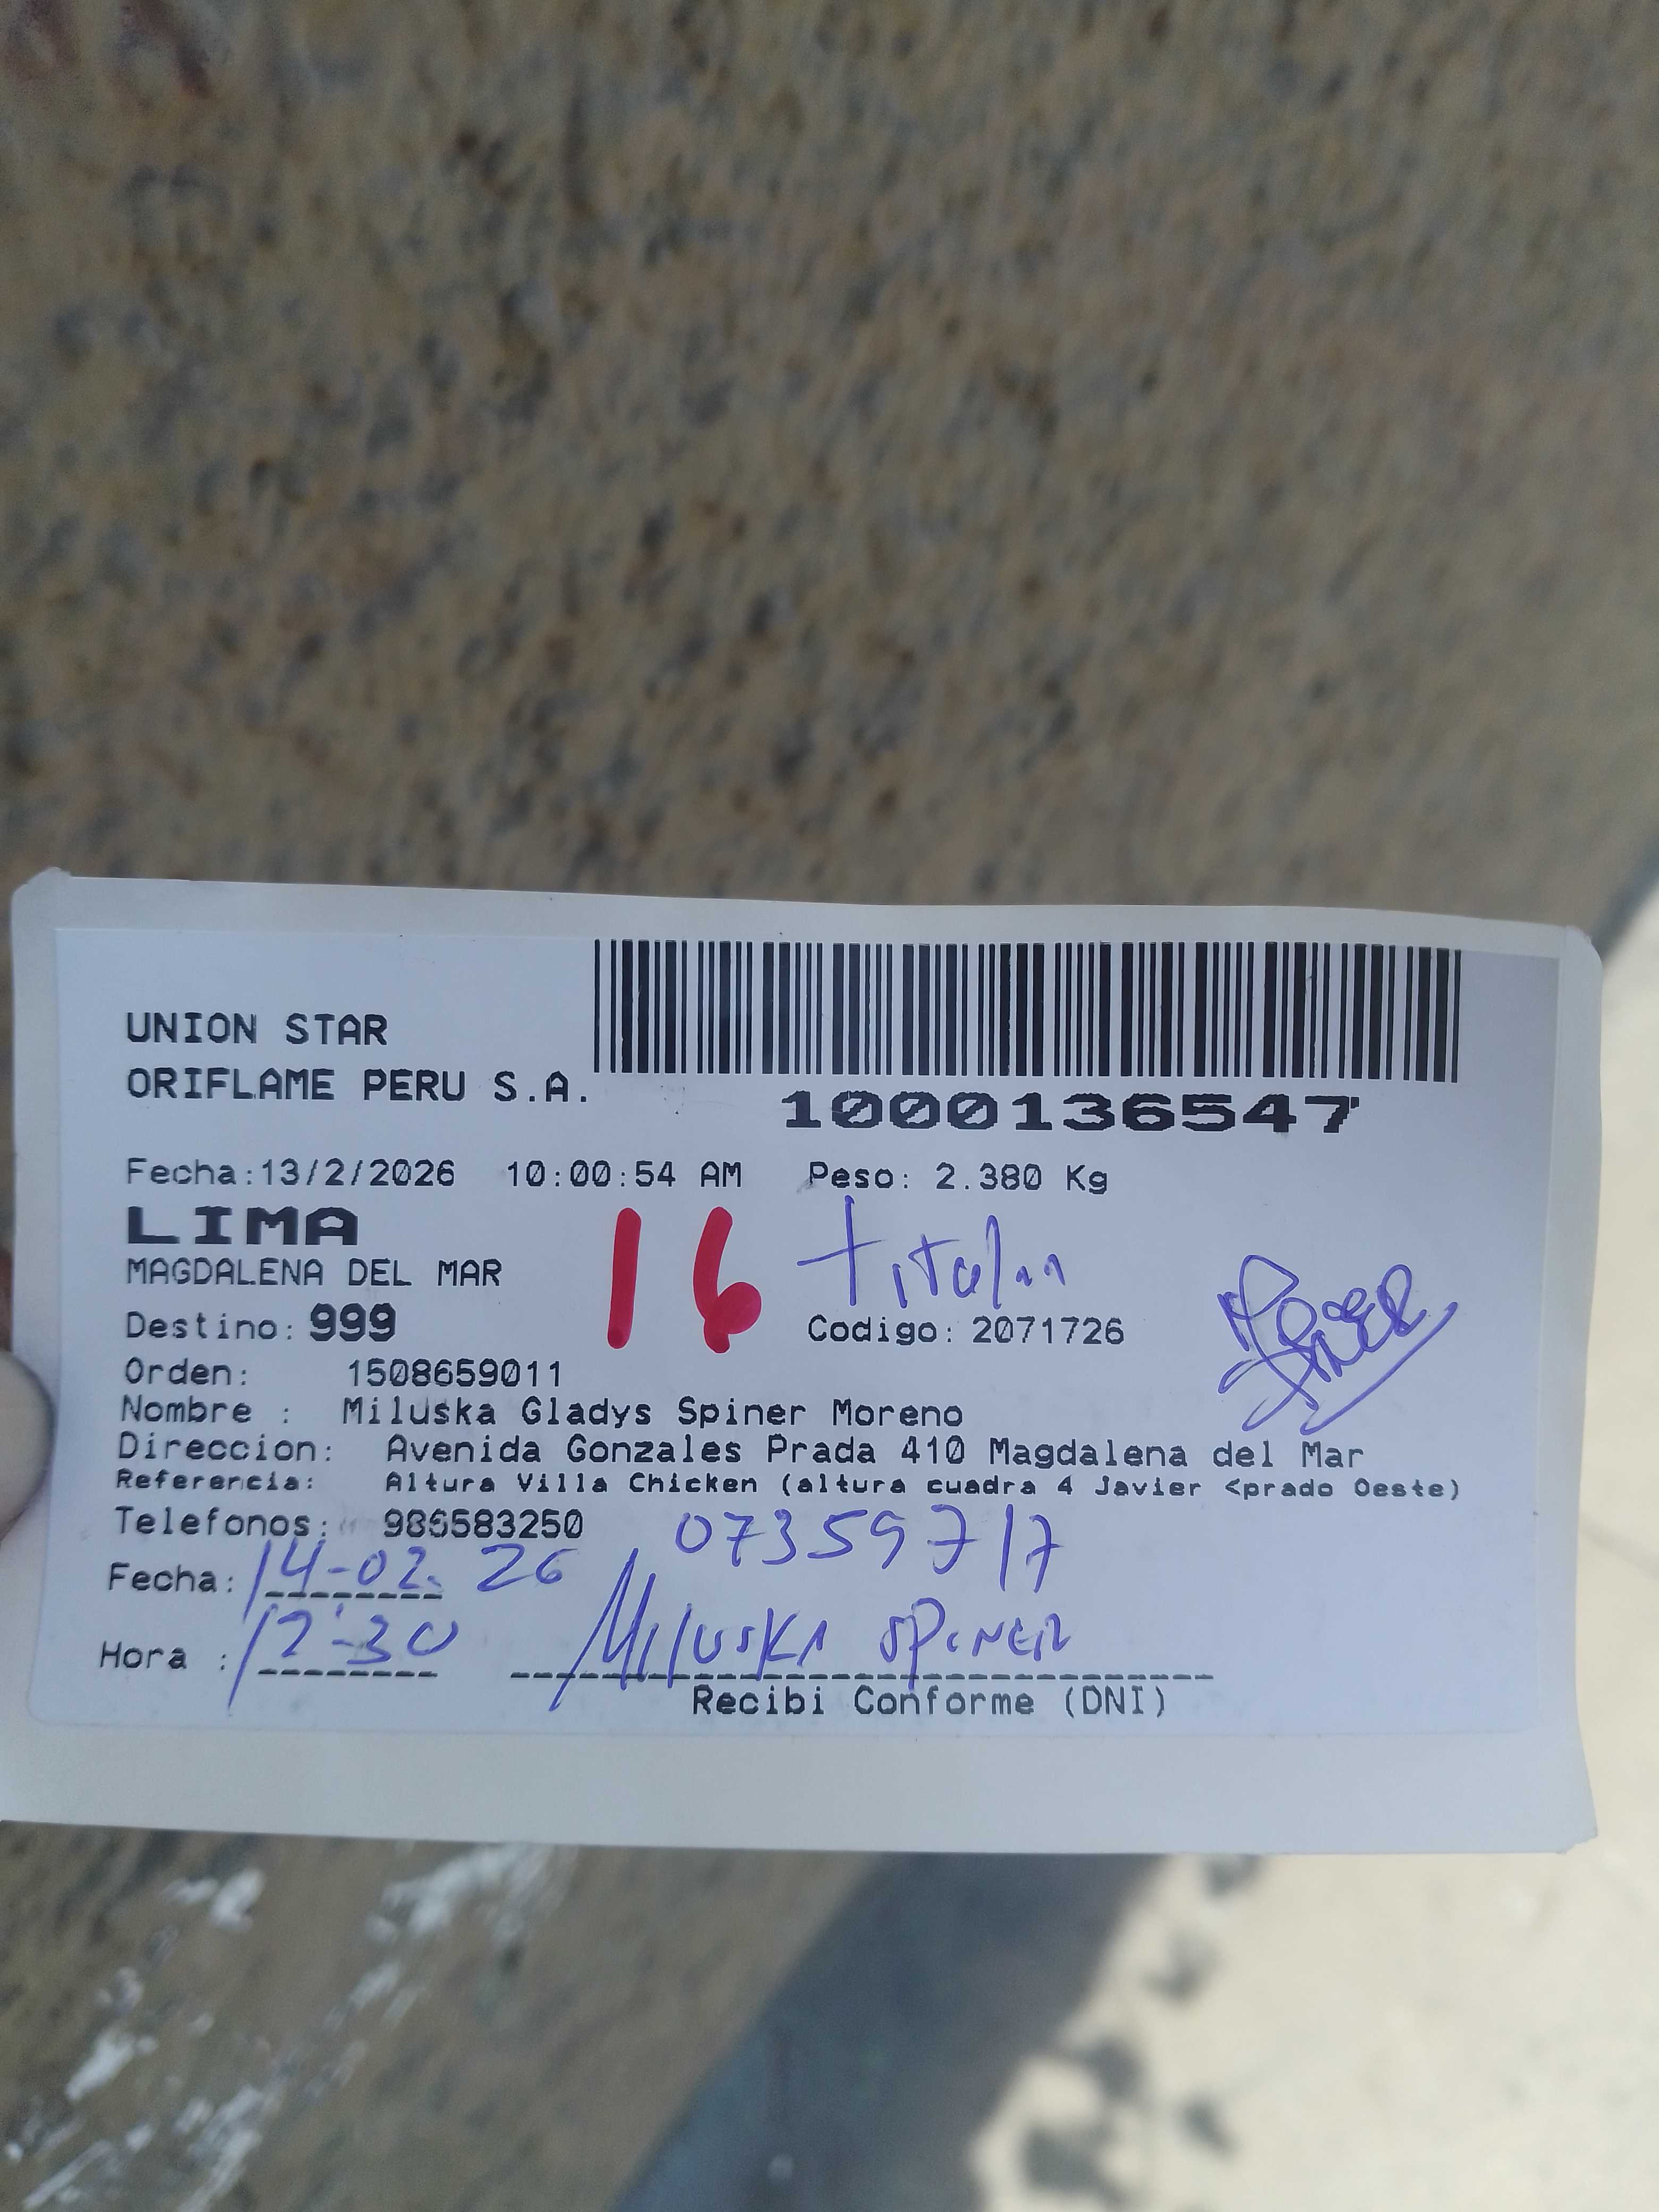 UNION STAR
ORIFLAME PERU S.A.
1000136547
Fecha:13/2/2026 10:00:54 AM Peso: 2.380 Kg
LIMA 16 titular
MAGDALENA DEL MAR
Destino: 999 Codigo: 2071726
Orden: 1508659011
Nombre : Miluska Gladys Spiner Moreno
Direccion: Avenida Gonzales Prada 410 Magdalena del Mar
Referencia: Altura Villa Chicken (altura cuadra 4 Javier <prado Oeste)
Telefonos: 986583250 07359717
Fecha: 14-02-26
Hora : 12:30 Miluska Spiner
Recibi Conforme (DNI)